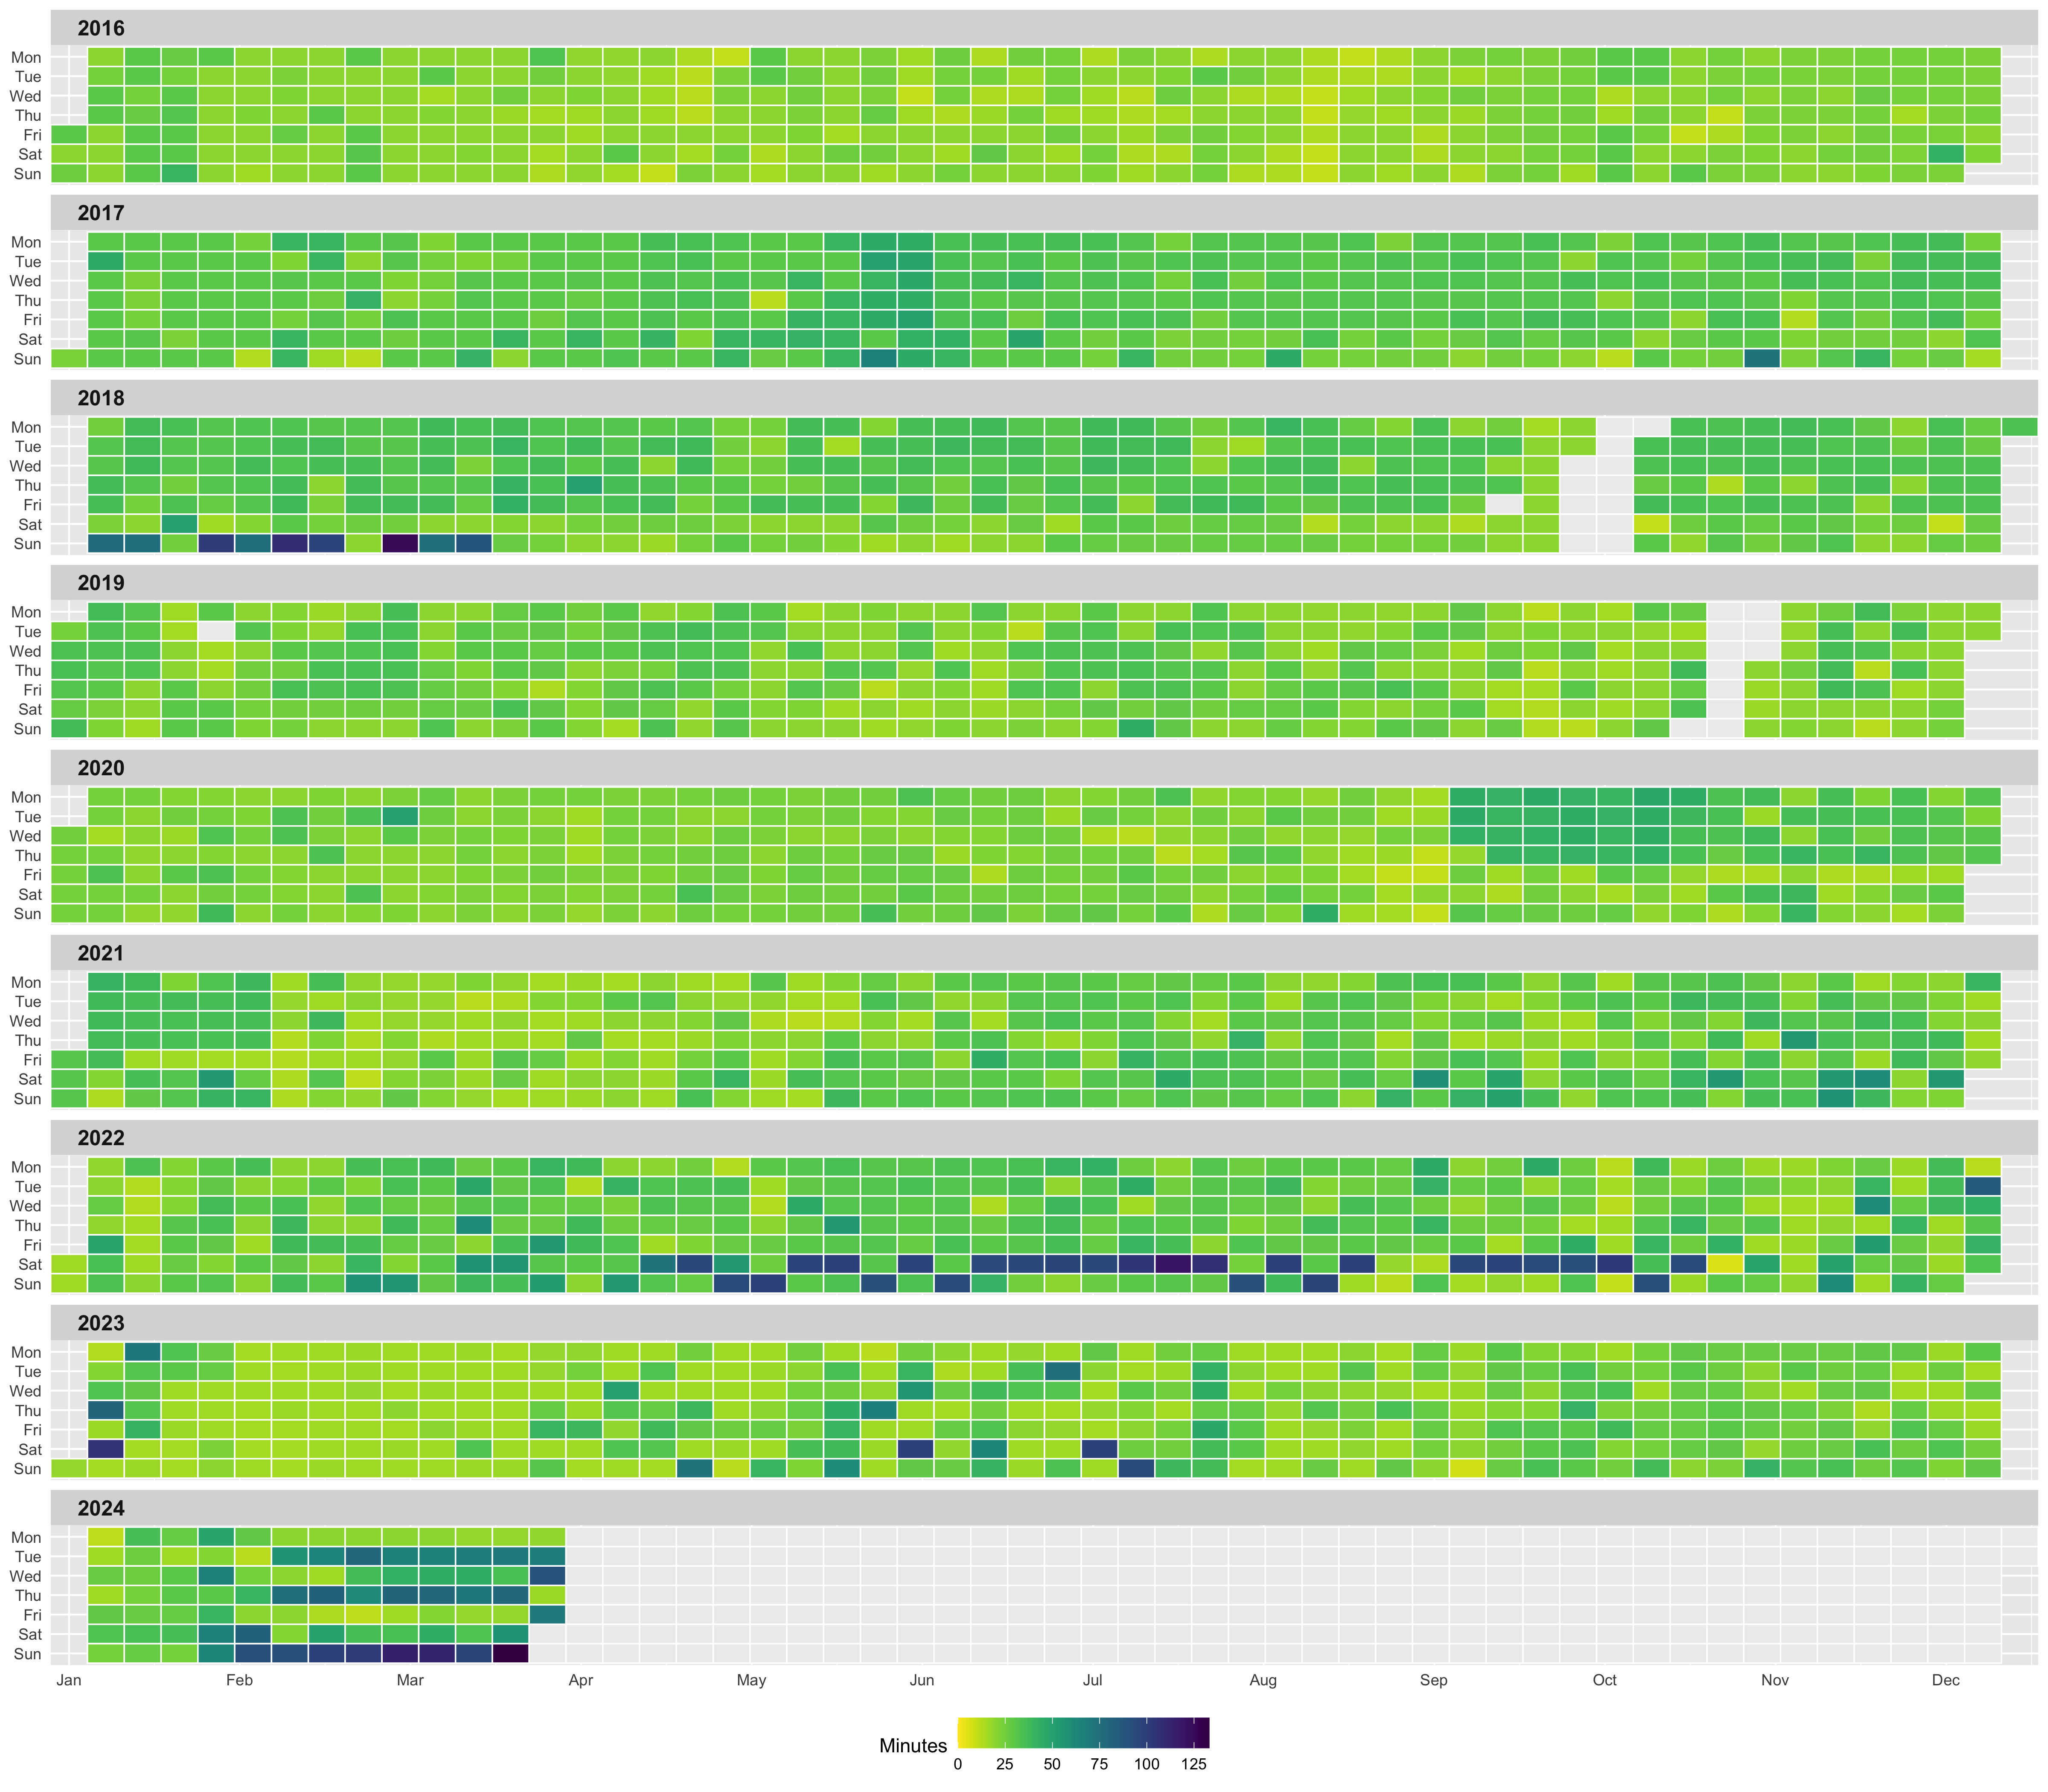 2016
Mon
Tue
Wed
Thu
Fri
Sat
Sun
2017
Mon
Tue
Wed
Thu
Fri
Sat
Sun
2018
Mon
Tue
Wed
Thu
Fri
Sat
Sun
2019
Mon
Tue
Wed
Thu
Fri
Sat
Sun
2020
Mon
Tue
Wed
Thu
Fri
Sat
Sun
2021
Mon
Tue
Wed
Thu
Fri
Sat
Sun
2022
Mon
Tue
Wed
Thu
Fri
Sat
Sun
2023
Mon
Tue
Wed
Thu
Fri
Sat
Sun
2024
Mon
Tue
Wed
Thu
Fri
Sat
Sun
Jan Feb Mar Apr May Jun Jul Aug Sep Oct Nov Dec
Minutes
0 25 50 75 100 125